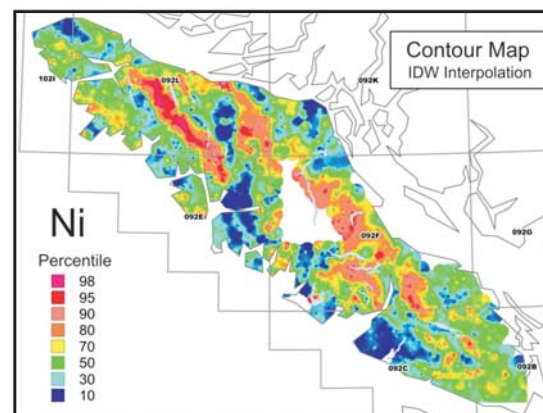 Contour Map
IDW Interpolation
102I
092L
092K
092E
092F
092G
092C
092B
Ni
Percentile
98
95
90
80
70
50
30
10